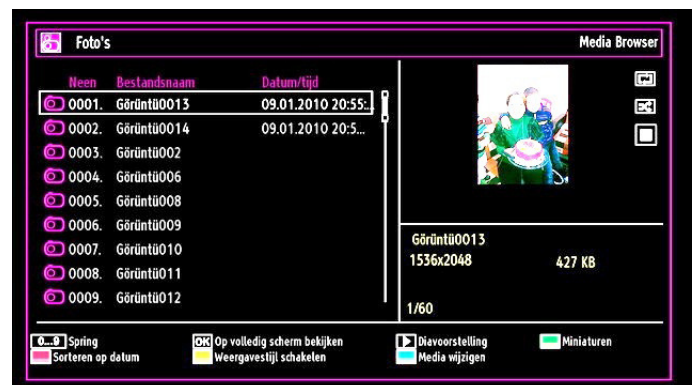 Foto's
Media Browser
Neen Bestandsnaam Datum/tijd
0001. Görüntü0013 09.01.2010 20:55:..
0002. Görüntü0014 09.01.2010 20:5...
0003. Görüntü002
0004. Görüntü006
0005. Görüntü008
0006. Görüntü009
0007. Görüntü010
0008. Görüntü011
0009. Görüntü012
Görüntü0013
1536x2048 427 KB
1/60
0...9 Spring OK Op volledig scherm bekijken Diavoorstelling Miniaturen
Sorteren op datum Weergavestijl schakelen Media wijzigen